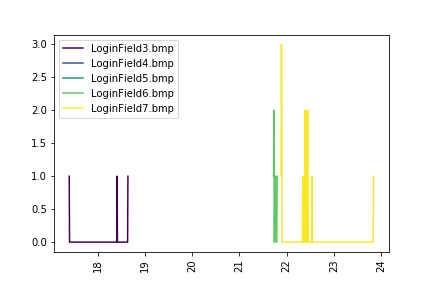 3.0
2.5
2.0
1.5
1.0
0.5
0.0
LoginField3.bmp
LoginField4.bmp
LoginField5.bmp
LoginField6.bmp
LoginField7.bmp
18
19
20
21
22
23
24